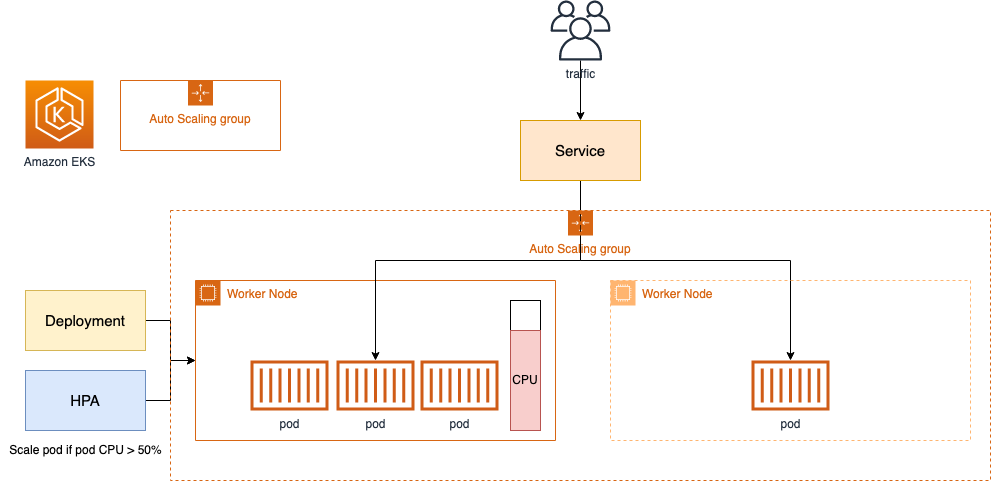 traffic
Auto Scaling group
Amazon EKS
Service
Auto Scaling group
Worker Node
Worker Node
Deployment
HPA
CPU
pod
pod
pod
pod
Scale pod if pod CPU > 50%